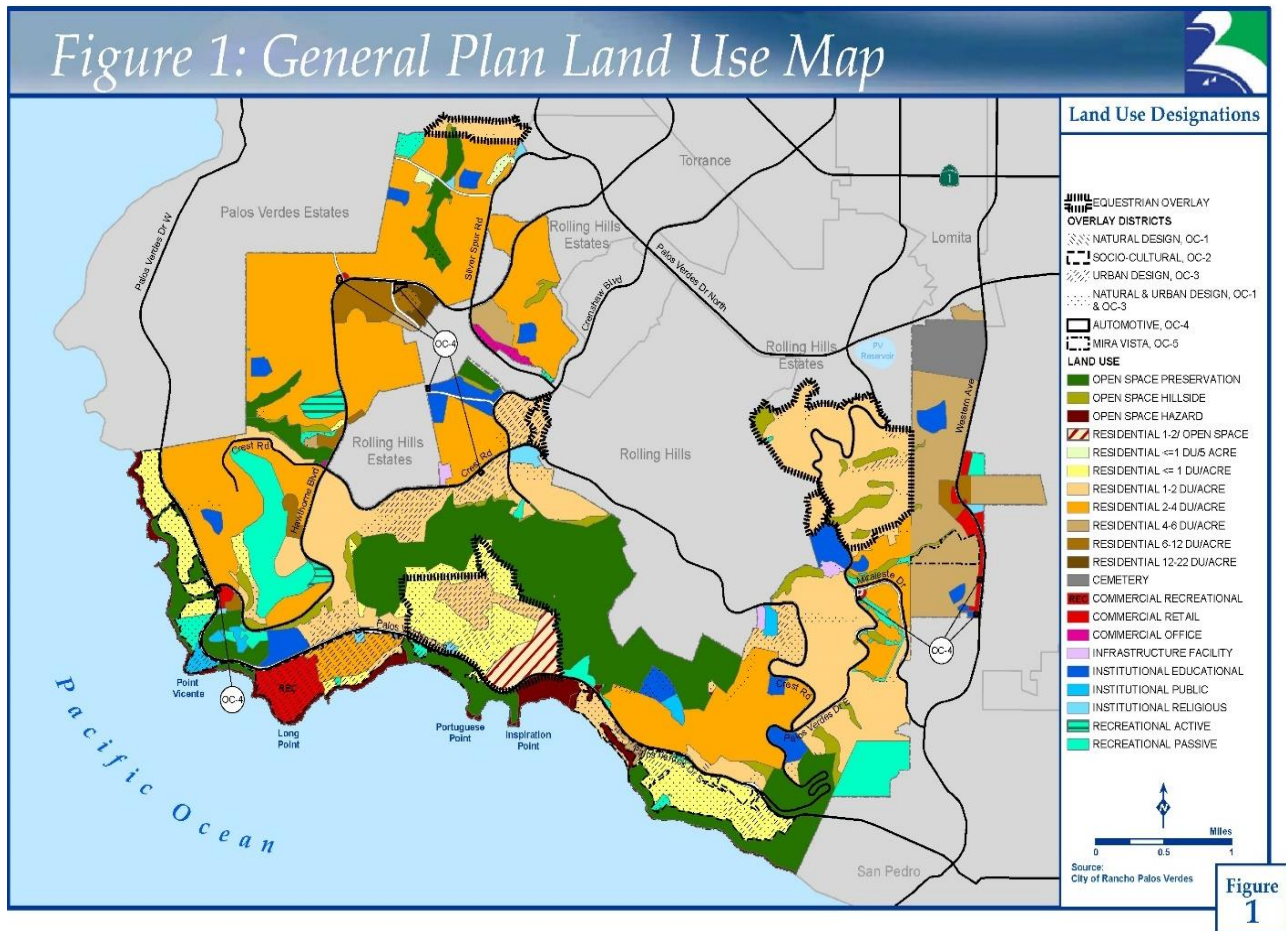 Figure 1: General Plan Land Use Map
Land Use Designations
EQUESTRIAN OVERLAY
OVERLAY DISTRICTS
NATURAL DESIGN, OC-1
SOCIO-CULTURAL, OC-2
URBAN DESIGN, OC-3
NATURAL & URBAN DESIGN, OC-1
& OC-3
AUTOMOTIVE, OC-4
MIRA VISTA, OC-5
LAND USE
OPEN SPACE PRESERVATION
OPEN SPACE HILLSIDE
OPEN SPACE HAZARD
RESIDENTIAL 1-2/ OPEN SPACE
RESIDENTIAL <=1 DU/5 ACRE
RESIDENTIAL <= 1 DU/ACRE
RESIDENTIAL 1-2 DU/ACRE
RESIDENTIAL 2-4 DU/ACRE
RESIDENTIAL 4-6 DU/ACRE
RESIDENTIAL 6-12 DU/ACRE
RESIDENTIAL 12-22 DU/ACRE
CEMETERY
REC COMMERCIAL RECREATIONAL
COMMERCIAL RETAIL
COMMERCIAL OFFICE
INFRASTRUCTURE FACILITY
INSTITUTIONAL EDUCATIONAL
INSTITUTIONAL PUBLIC
INSTITUTIONAL RELIGIOUS
RECREATIONAL ACTIVE
RECREATIONAL PASSIVE
N
Miles
0 0.5 1
Source:
City of Rancho Palos Verdes
Figure
1
Torrance
1
Palos Verdes Estates
Rolling Hills
Estates
Lomita
Palos Verdes Dr W
Silver Spur Rd
Palos Verdes Dr North
Crenshaw Blvd
OC-4
Rolling Hills
Estates
PV
Reservoir
Western Ave
Rolling Hills
Estates
Rolling Hills
Crest Rd
Crest Rd
Hawthorne Blvd
Miraleste Dr
OC-4
Palos Verdes
Crest Rd
Palos Verdes Dr E
Point
Vicente
OC-4
REC
Long
Point
Portuguese
Point
Inspiration
Point
Pacific Ocean
San Pedro